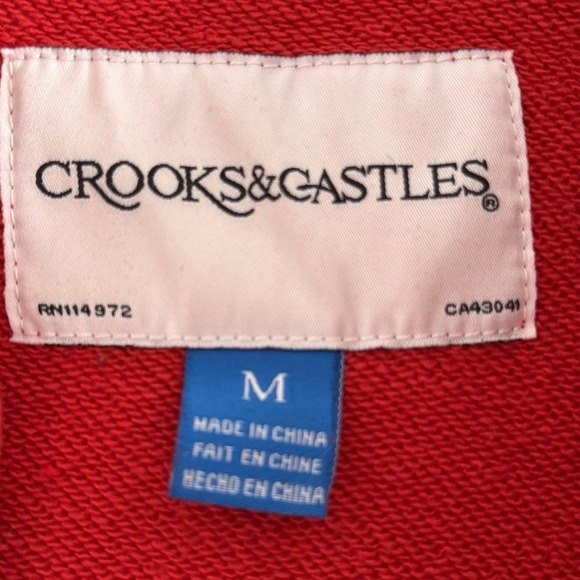 CROOKS&CASTLES®
RN114972 CA43041
M
MADE IN CHINA
FAIT EN CHINE
HECHO EN CHINA